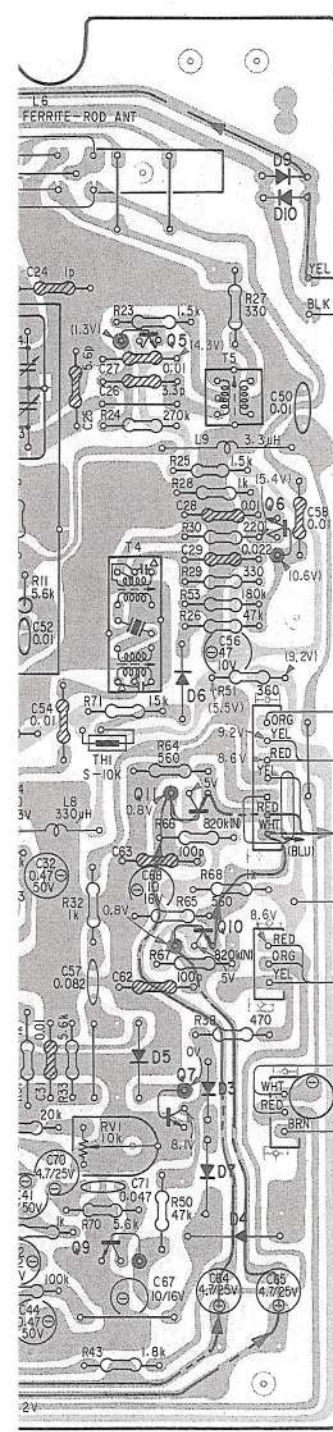 L6
FERRITE-ROD ANT
D9
D10
YEL
BLK
C24 1p
R23 1.5k
R27
330
(1.3V) Q5
(4.3V)
T5
C27 0.01
C26 3.3p
C25
R24 270k
C50
0.01
L9 3.3μH
R25 1.5k
R28 1k (5.4V)
C28 0.01 Q6
R30 220
C58
0.01
C29 0.022
T4
R29 330 (0.6V)
R53 180k
R26 47k
R11
5.6k
C52
0.01
C56
47
10V
(9.2V)
D6
R51 360
(5.5V)
C54
0.01
R71 15k
ORG
9.2V YEL
TH1
S-10K
R64
560
8.6V RED
YEL
Q11 .5V
0.8V
RED
L8
330μH
R66 820k(N)
WHT
(BLU)
C63 100p
C32
0.47
50V
C68
10
16V
R68 1k
R32
1k
R65 560
0.8V Q10
8.6V
RED
R67 820k(N)
ORG
C57
0.082
C62 100p .5V
YEL
R38 470
0.01
5.6k
C31
R33
D5
0V
Q7 D3
WHT
RED
20k
RV1
10k
8.1V
BRN
C70
4.7/25V
D7
C71
0.047
R50
47k
C41
/50V
1k
R70 5.6k
D4
Q9
100k
C67
10/16V
C64
4.7/25V
C65
4.7/25V
C44
0.47
50V
R43 1.8k
2V